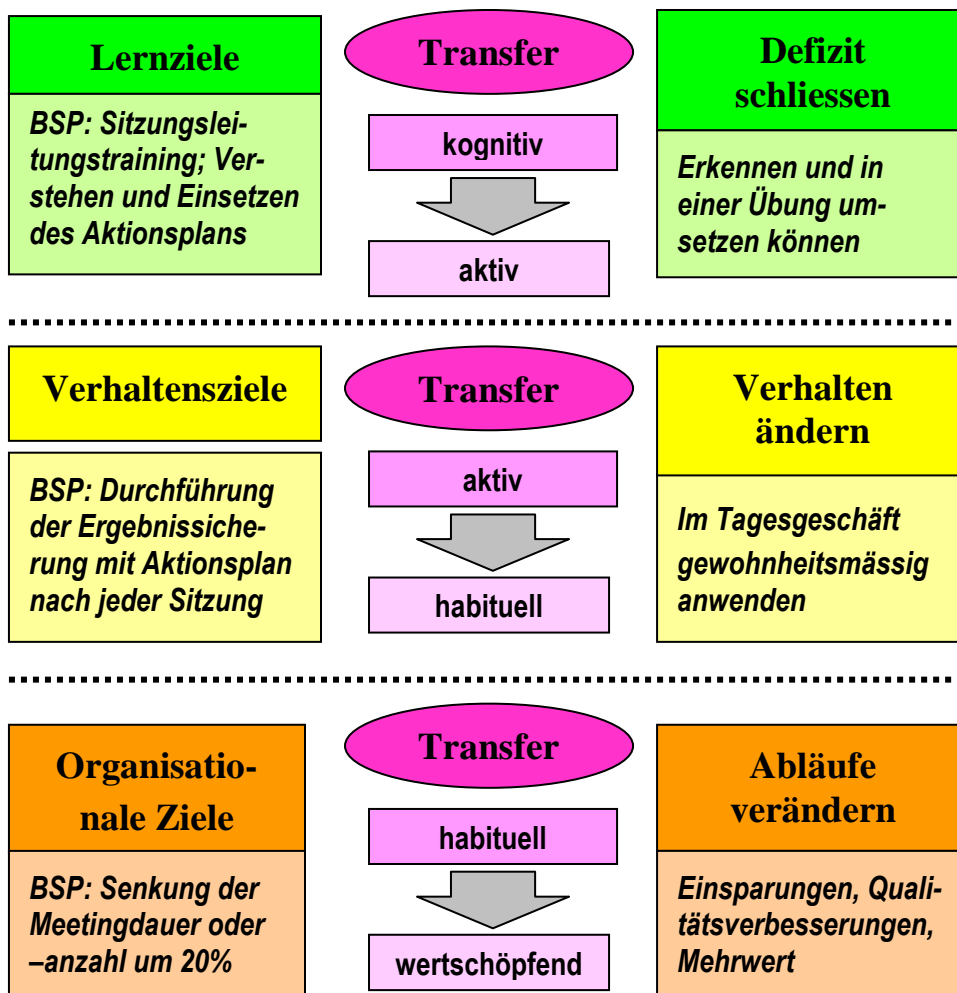 Lernziele
BSP: Sitzungslei-
tungstraining; Ver-
stehen und Einsetzen
des Aktionsplans
Transfer
kognitiv
aktiv
Defizit
schliessen
Erkennen und in
einer Übung um-
setzen können
Verhaltensziele
BSP: Durchführung
der Ergebnissiche-
rung mit Aktionsplan
nach jeder Sitzung
Transfer
aktiv
habituell
Verhalten
ändern
Im Tagesgeschäft
gewohnheitsmässig
anwenden
Organisatio-
nale Ziele
BSP: Senkung der
Meetingdauer oder
–anzahl um 20%
Transfer
habituell
wertschöpfend
Abläufe
verändern
Einsparungen, Quali-
tätsverbesserungen,
Mehrwert